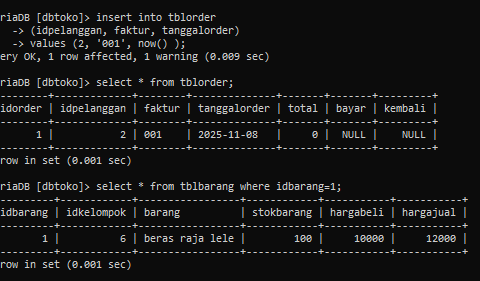 riaDB [dbtoko]> insert into tblorder
-> (idpelanggan, faktur, tanggalorder)
-> values (2, '001', now() );
ery OK, 1 row affected, 1 warning (0.009 sec)
riaDB [dbtoko]> select * from tblorder;
--------+-------------+--------+--------------+-------+-------+---------+
idorder | idpelanggan | faktur | tanggalorder | total | bayar | kembali |
--------+-------------+--------+--------------+-------+-------+---------+
1 | 2 | 001 | 2025-11-08 | 0 | NULL | NULL |
--------+-------------+--------+--------------+-------+-------+---------+
row in set (0.001 sec)
riaDB [dbtoko]> select * from tblbarang where idbarang=1;
---------+------------+-----------------+------------+-----------+-----------+
idbarang | idkelompok | barang | stokbarang | hargabeli | hargajual |
---------+------------+-----------------+------------+-----------+-----------+
1 | 6 | beras raja lele | 100 | 10000 | 12000 |
---------+------------+-----------------+------------+-----------+-----------+
row in set (0.001 sec)